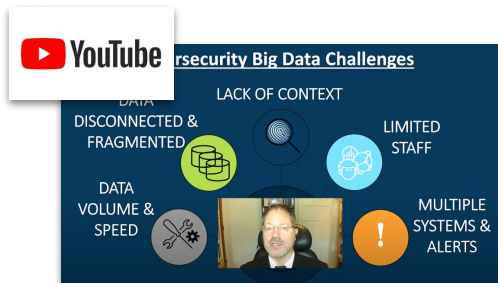 YouTube
rsecurity Big Data Challenges
LACK OF CONTEXT
DATA
DISCONNECTED &
FRAGMENTED
LIMITED
STAFF
DATA
VOLUME &
SPEED
MULTIPLE
SYSTEMS &
ALERTS
!